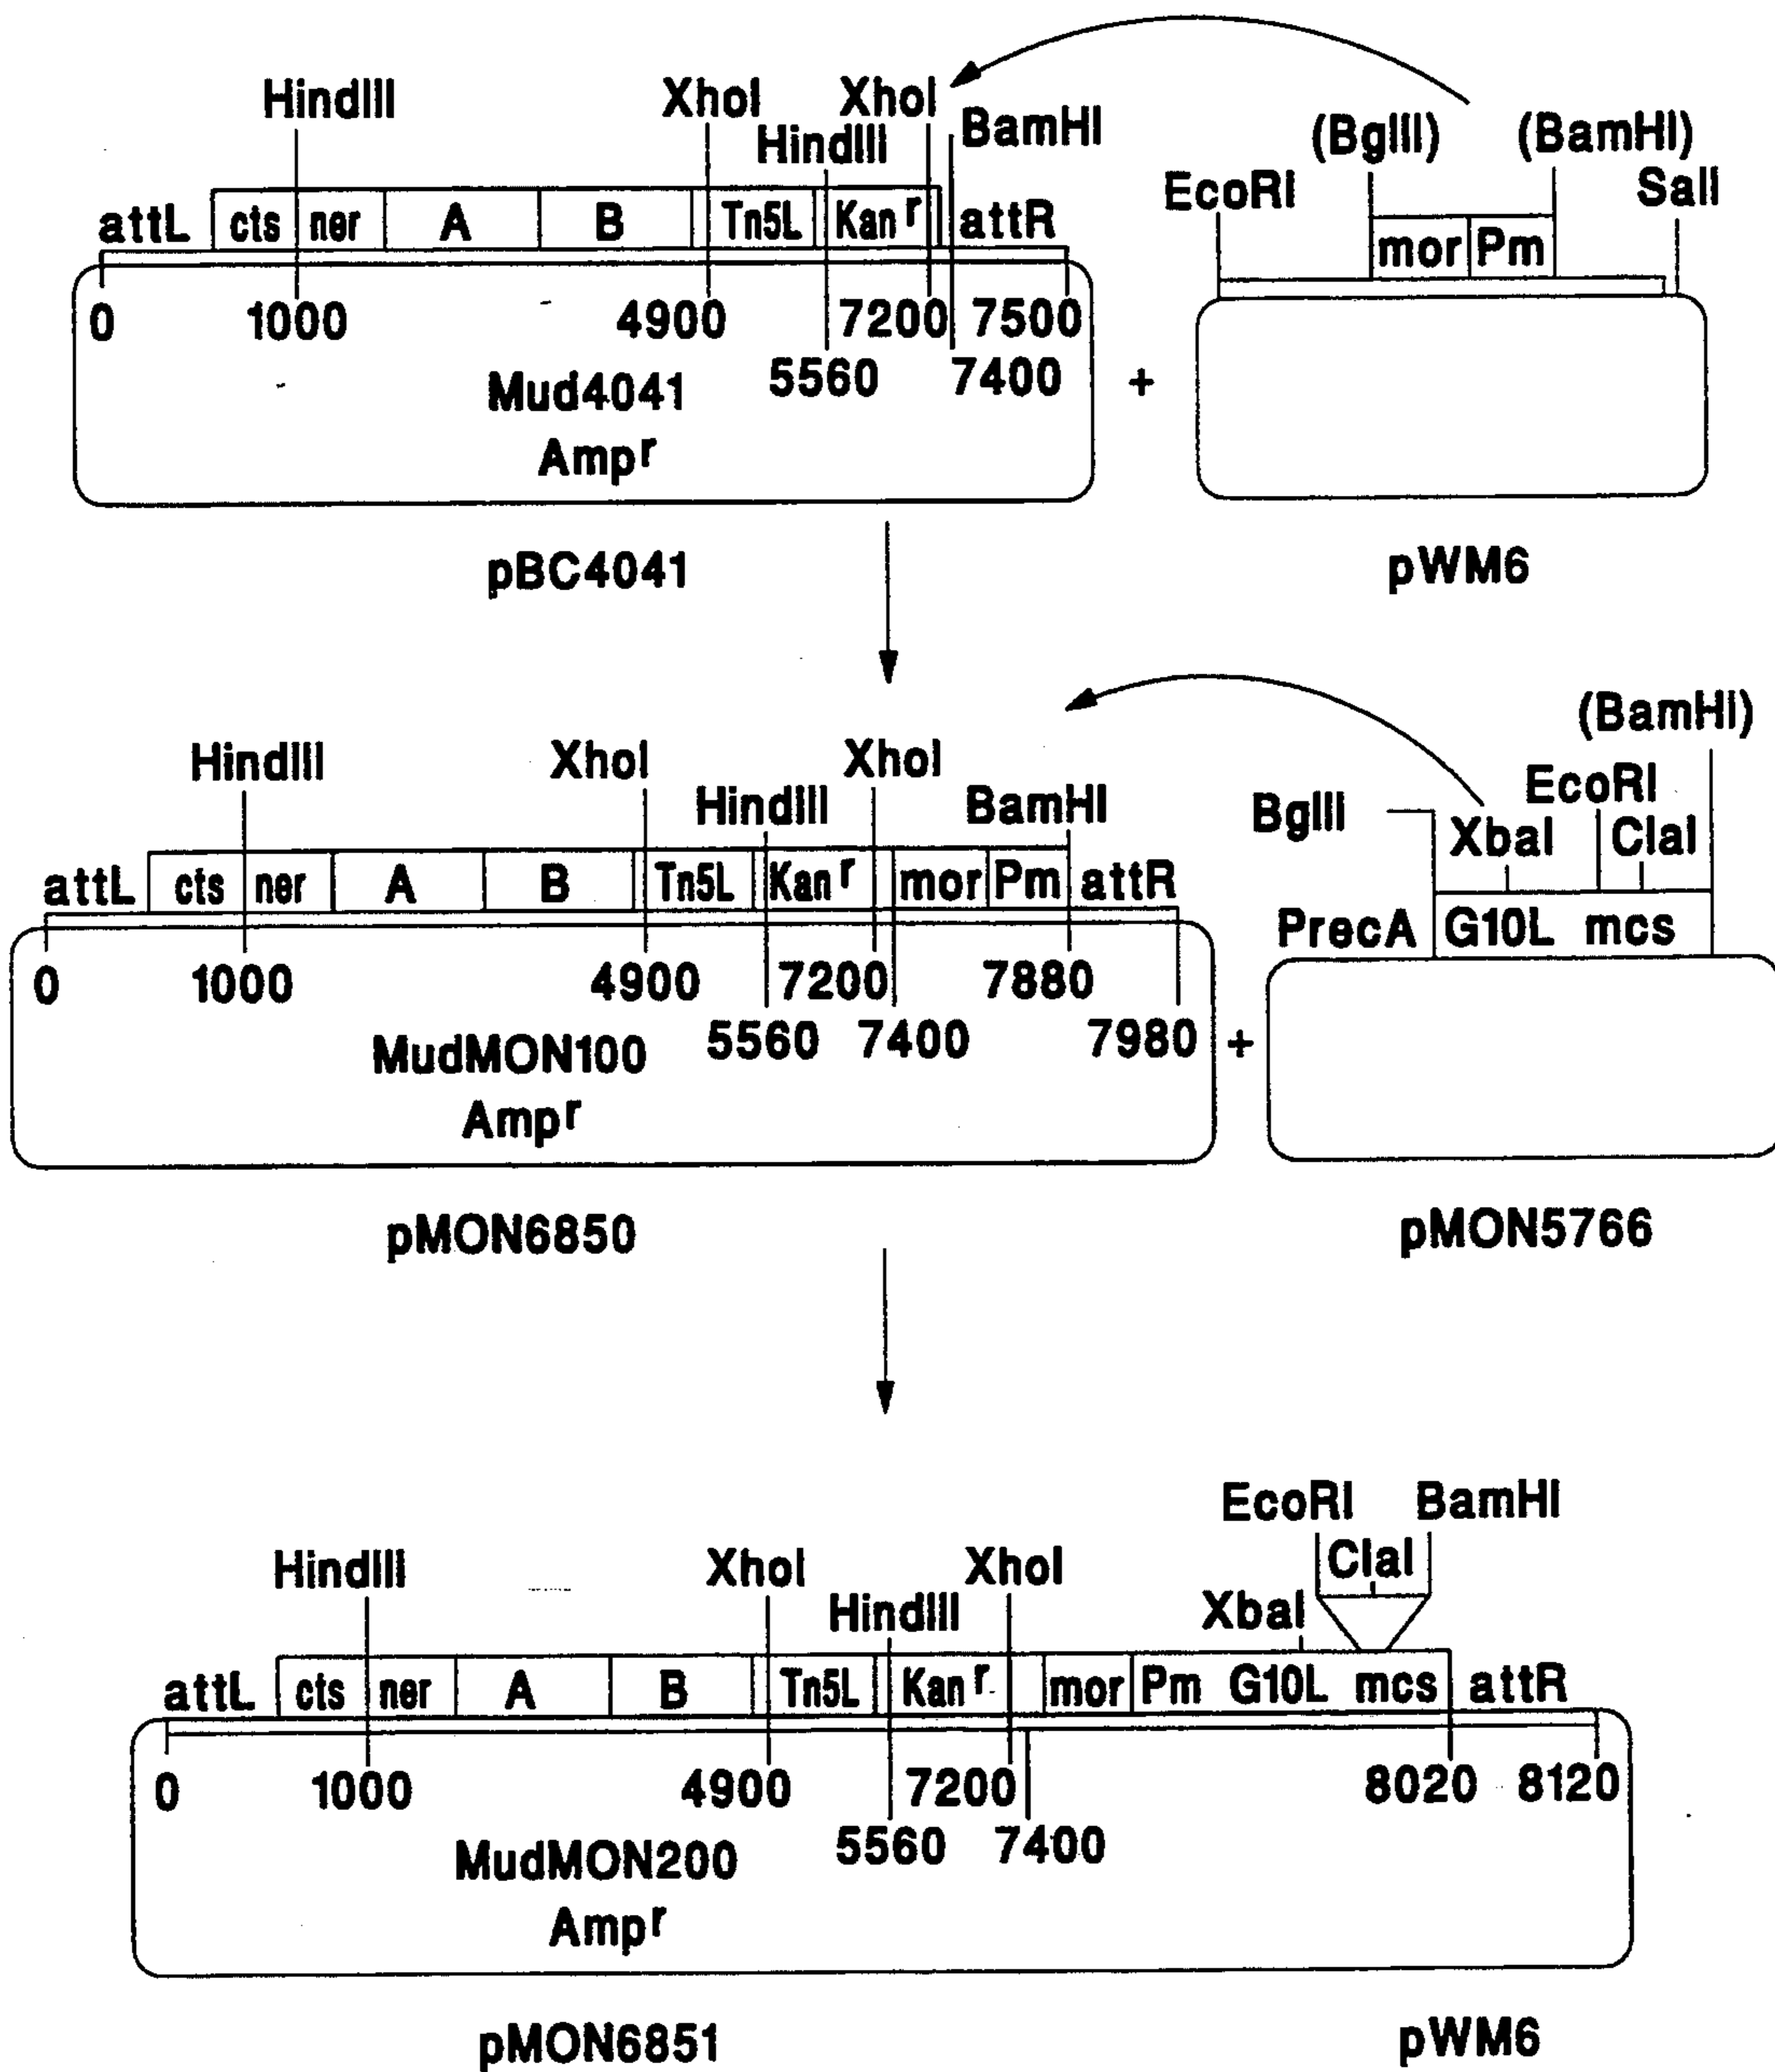 HindIII XhoI XhoI
HindIII BamHI
attL cts ner A B Tn5L Kan r attR
0 1000 4900 7200 7500
5560 7400
Mud4041
Amp r
pBC4041
+
(BglII) (BamHI)
EcoRI SalI
mor Pm
pWM6
HindIII XhoI XhoI
HindIII BamHI
attL cts ner A B Tn5L Kan r mor Pm attR
0 1000 4900 7200 7880
5560 7400 7980
MudMON100
Amp r
pMON6850
+
(BamHI)
BglII EcoRI
XbaI ClaI
PrecA G10L mcs
pMON5766
EcoRI BamHI
HindIII XhoI XhoI ClaI
HindIII XbaI
attL cts ner A B Tn5L Kan r mor Pm G10L mcs attR
0 1000 4900 7200 8020 8120
5560 7400
MudMON200
Amp r
pMON6851 pWM6